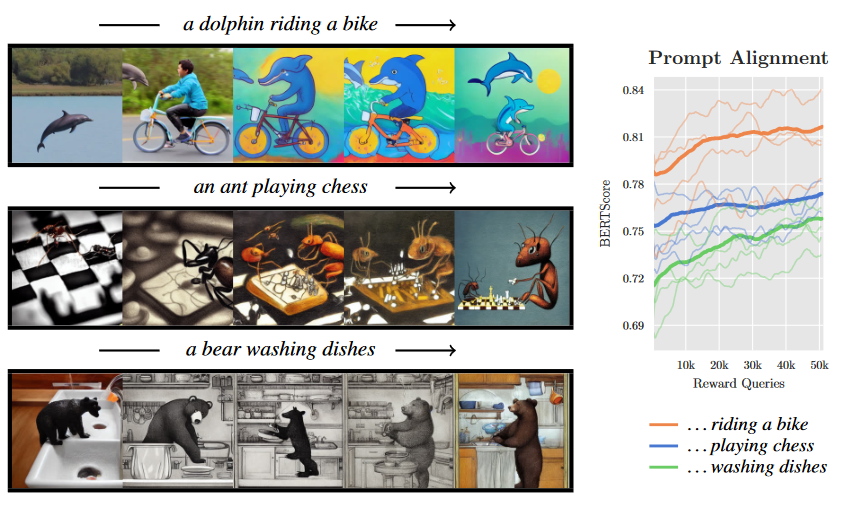 a dolphin riding a bike
an ant playing chess
a bear washing dishes
Prompt Alignment
0.84
0.81
0.78
0.75
0.72
0.69
BERTScore
10k 20k 30k 40k 50k
Reward Queries
...riding a bike
...playing chess
...washing dishes